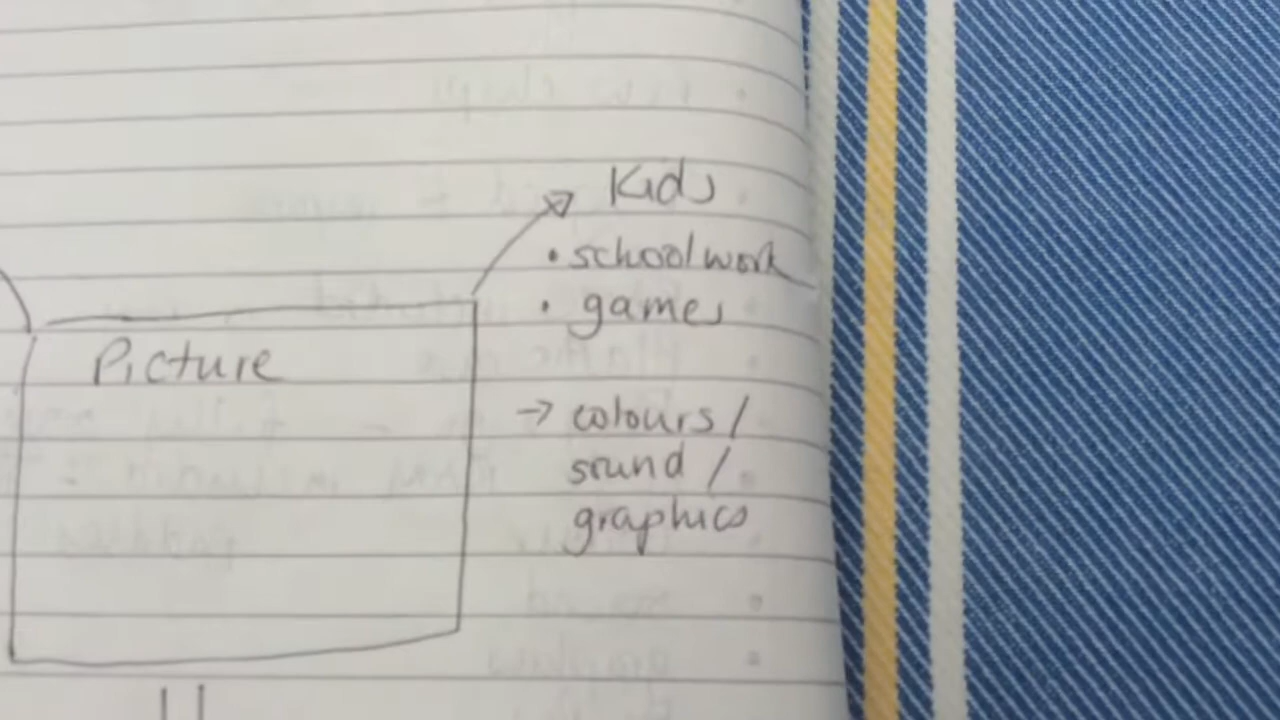 Kids
• schoolwork
• games
Picture
→ colours /
sound /
graphics